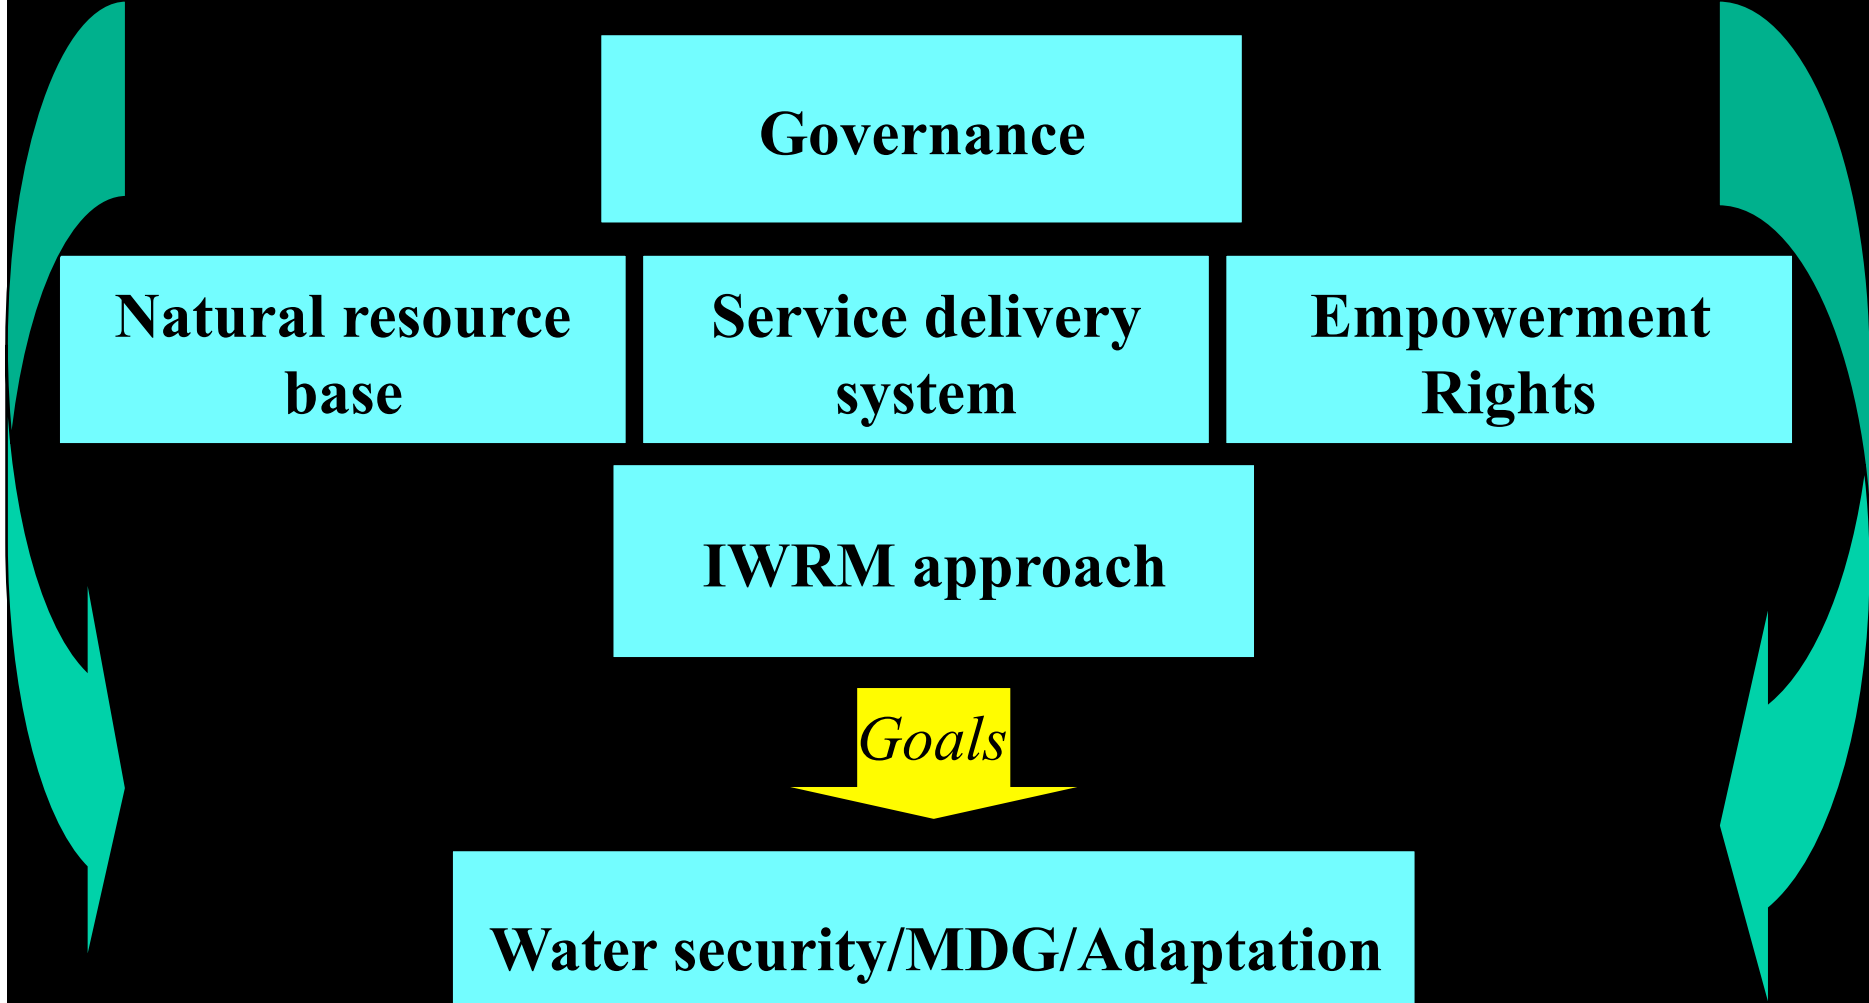 Governance
Natural resource
base
Service delivery
system
Empowerment
Rights
IWRM approach
Goals
Water security/MDG/Adaptation